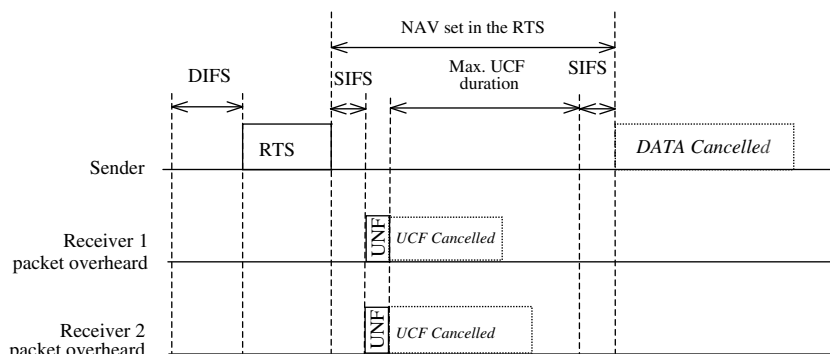 NAV set in the RTS
DIFS
SIFS
Max. UCF
duration
SIFS
RTS
DATA Cancelled
Sender
UNF
UCF Cancelled
Receiver 1
packet overheard
UNF
UCF Cancelled
Receiver 2
packet overheard